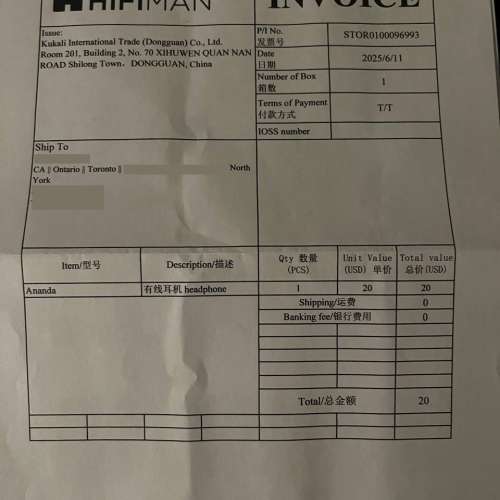 HIFIMAN
INVOICE
Issue:
Kukali International Trade (Dongguan) Co., Ltd.
Room 201, Building 2, No. 70 XIHUWEN QUAN NAN
ROAD Shilong Town, DONGGUAN, China
P/I No.
发票号
STOR0100096993
Date
日期
2025/6/11
Number of Box
箱数
1
Terms of Payment
付款方式
T/T
IOSS number
Ship To
CA || Ontario || Toronto || North
York
Item/型号
Description/描述
Qty 数量
(PCS)
Unit Value
(USD) 单价
Total value
总价(USD)
Ananda
有线耳机 headphone
1
20
20
Shipping/运费
0
Banking fee/银行费用
0
Total/总金额
20